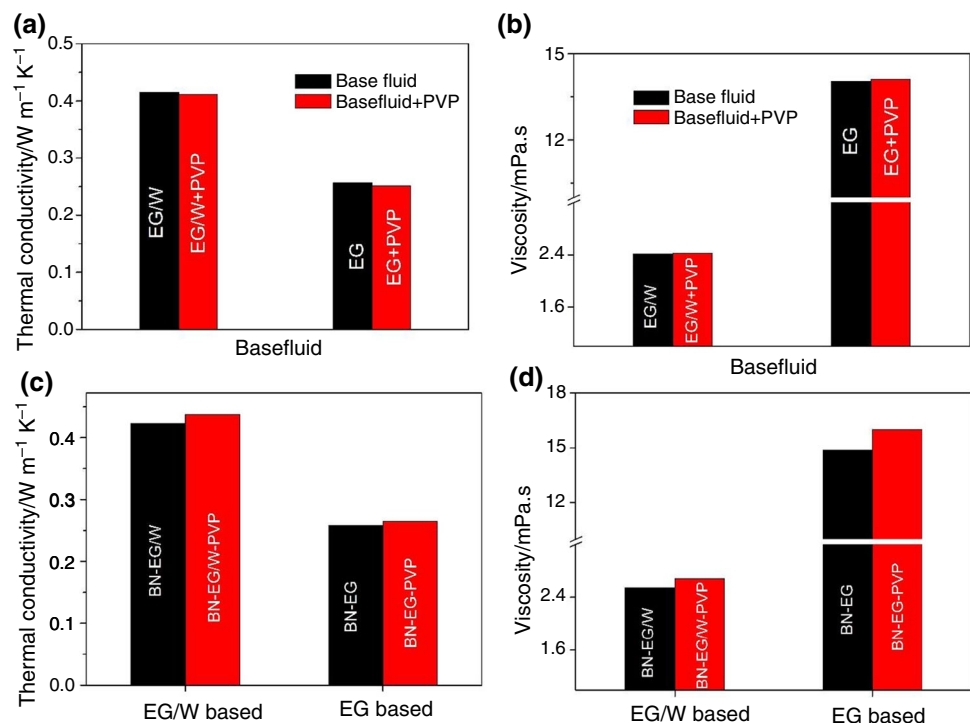 (a)
Thermal conductivity/W m⁻¹ K⁻¹
0.5
0.4
0.3
0.2
0.1
0.0
Base fluid
Basefluid+PVP
EG/W
EG/W+PVP
EG
EG+PVP
Basefluid
(b)
Viscosity/mPa.s
14
12
2.4
1.6
Base fluid
Basefluid+PVP
EG/W
EG/W+PVP
EG
EG+PVP
Basefluid
(c)
Thermal conductivity/W m⁻¹ K⁻¹
0.4
0.3
0.2
0.1
0.0
BN-EG/W
BN-EG/W-PVP
BN-EG
BN-EG-PVP
EG/W based
EG based
(d)
Viscosity/mPa.s
18
15
12
2.4
1.6
BN-EG/W
BN-EG/W-PVP
BN-EG
BN-EG-PVP
EG/W based
EG based